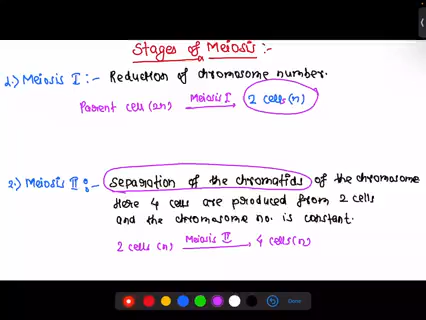 Stages of Meiosis :-
1.) Meiosis I :- Reduction of chromosome number.
Parent cell (2n) Meiosis I 2 cells (n)
2.) Meiosis II :- Separation of the chromatids of the chromosome
Here 4 cells are produced from 2 cells
and the chromosome no. is constant.
2 cells (n) Meiosis II 4 cells (n)
Done